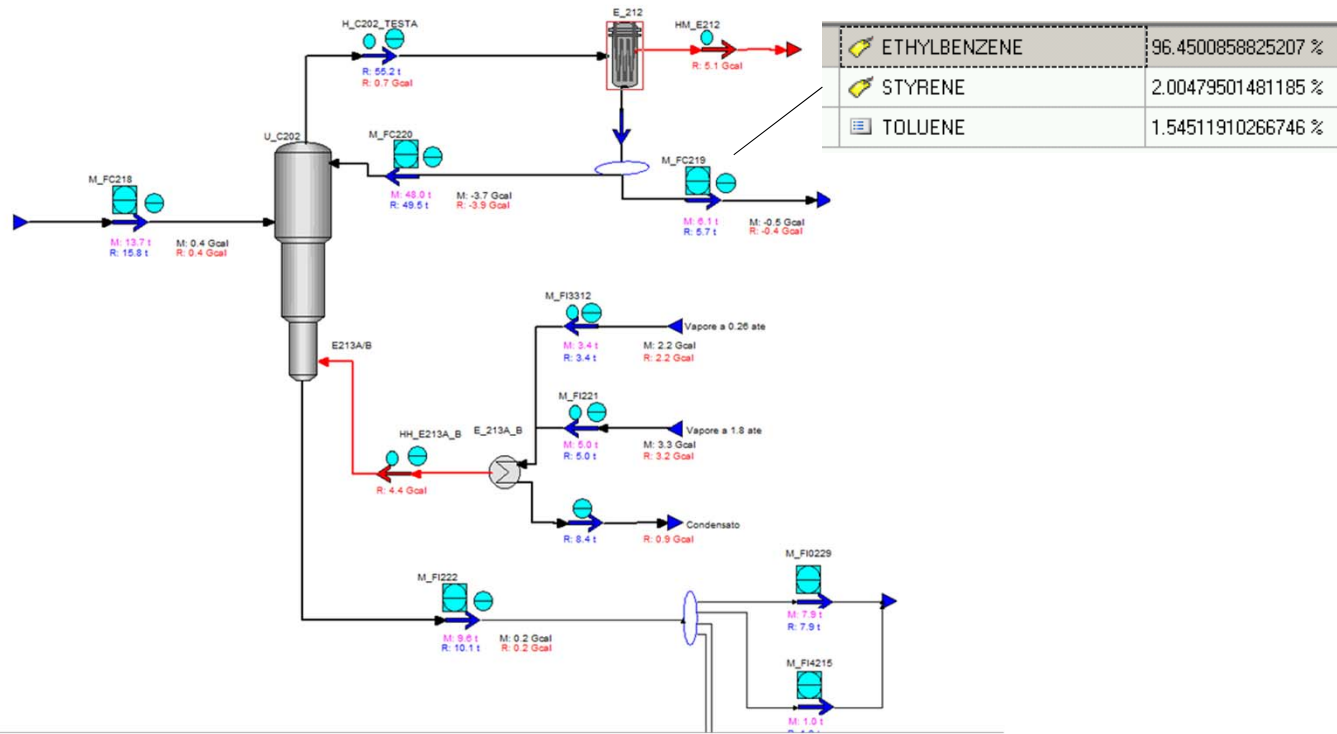 E_212
H_C202_TESTA
HM_E212
R: 55.2 t
R: 0.7 Gcal
R: 5.1 Gcal
ETHYLBENZENE 96.4500858825207 %
STYRENE 2.00479501481185 %
TOLUENE 1.54511910266746 %
U_C202
M_FC220
M: 48.0 t M: -3.7 Gcal
R: 49.5 t R: -3.9 Gcal
M_FC219
M: 6.1 t M: -0.5 Gcal
R: 5.7 t R: -0.4 Gcal
M_FC218
M: 13.7 t M: 0.4 Gcal
R: 15.8 t R: 0.4 Gcal
M_FI3312
Vapore a 0.26 ate
M: 3.4 t M: 2.2 Gcal
R: 3.4 t R: 2.2 Gcal
E213A/B
M_FI221
Vapore a 1.8 ate
M: 5.0 t M: 3.3 Gcal
R: 5.0 t R: 3.2 Gcal
HH_E213A_B
E_213A_B
R: 4.4 Gcal
Condensato
R: 8.4 t R: 0.9 Gcal
M_FI222
M: 9.6 t M: 0.2 Gcal
R: 10.1 t R: 0.2 Gcal
M_FI0229
M: 7.9 t
R: 7.9 t
M_FI4215
M: 1.0 t